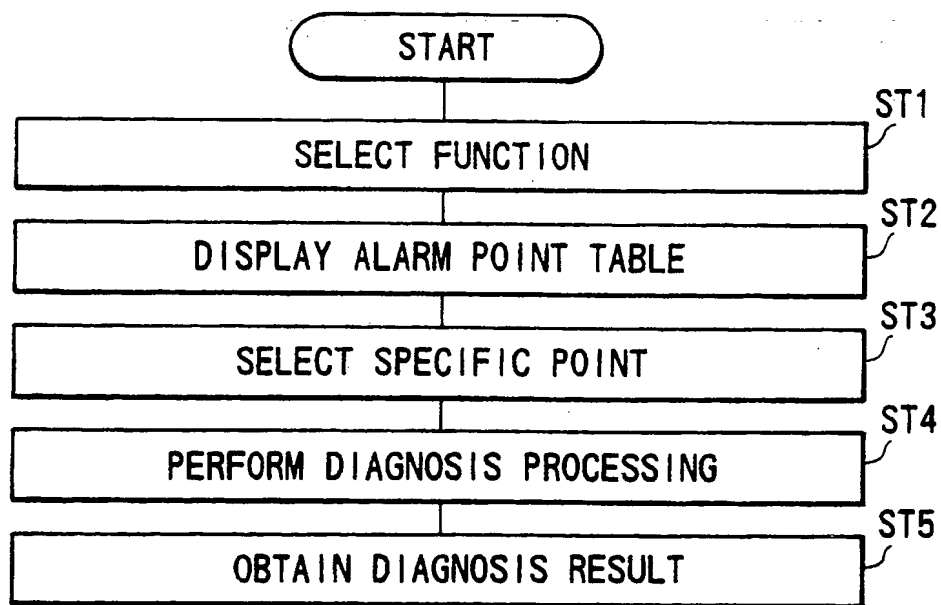 START
ST1
SELECT FUNCTION
ST2
DISPLAY ALARM POINT TABLE
ST3
SELECT SPECIFIC POINT
ST4
PERFORM DIAGNOSIS PROCESSING
ST5
OBTAIN DIAGNOSIS RESULT